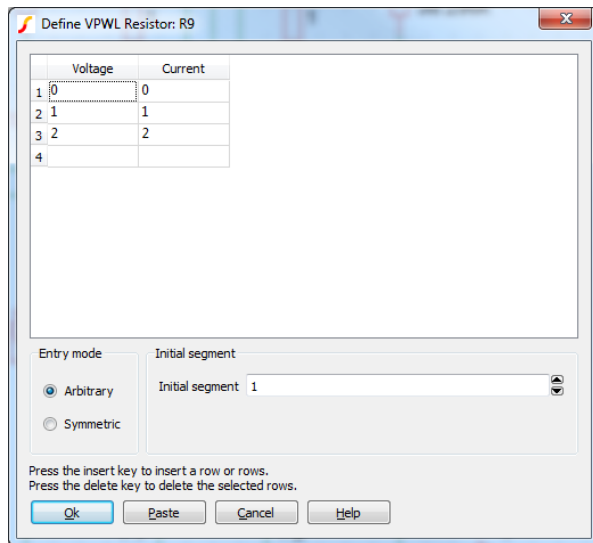 Define VPWL Resistor: R9
Voltage Current
1 0 0
2 1 1
3 2 2
4
Entry mode
Arbitrary
Symmetric
Initial segment
Initial segment 1
Press the insert key to insert a row or rows.
Press the delete key to delete the selected rows.
Ok Paste Cancel Help